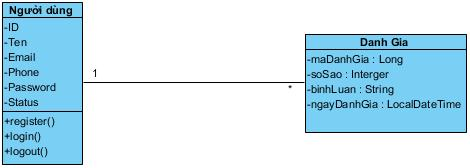 Người dùng
-ID
-Ten
-Email
-Phone
-Password
-Status
+register()
+login()
+logout()
1
*
Danh Gia
-maDanhGia : Long
-soSao : Interger
-binhLuan : String
-ngayDanhGia : LocalDateTime